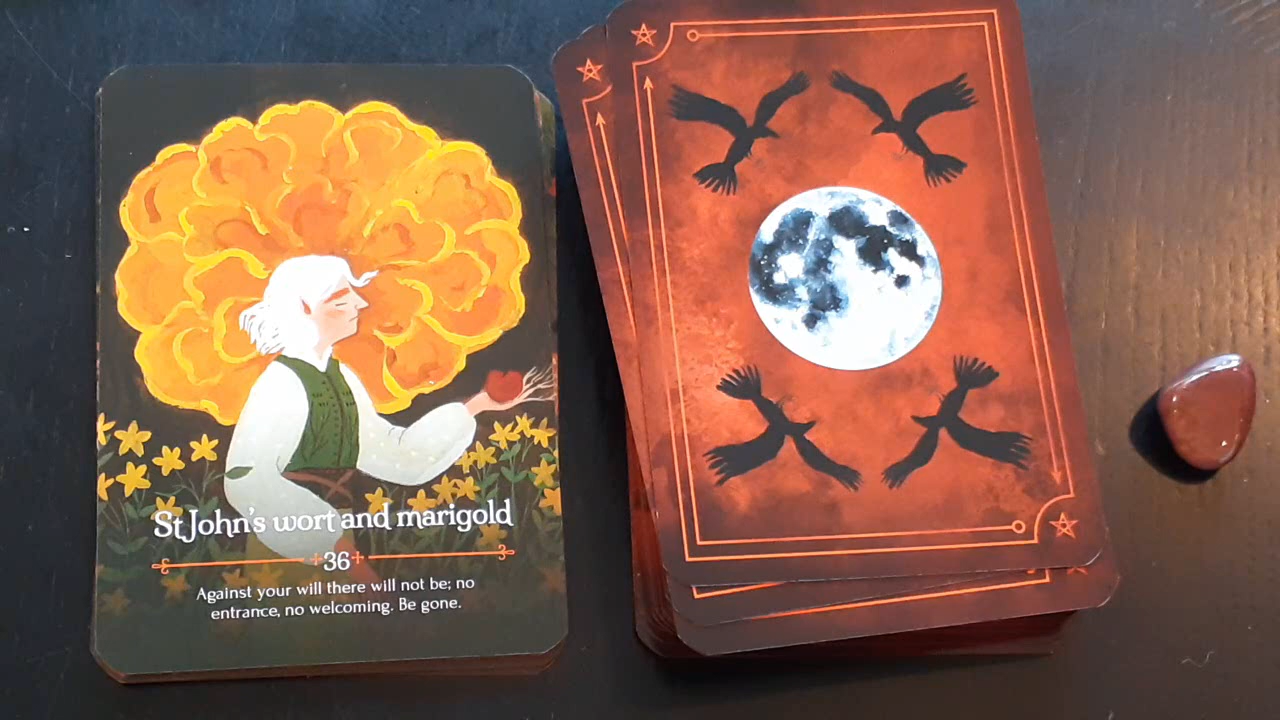 St John's wort and marigold
36
Against your will there will not be; no
entrance, no welcoming. Be gone.